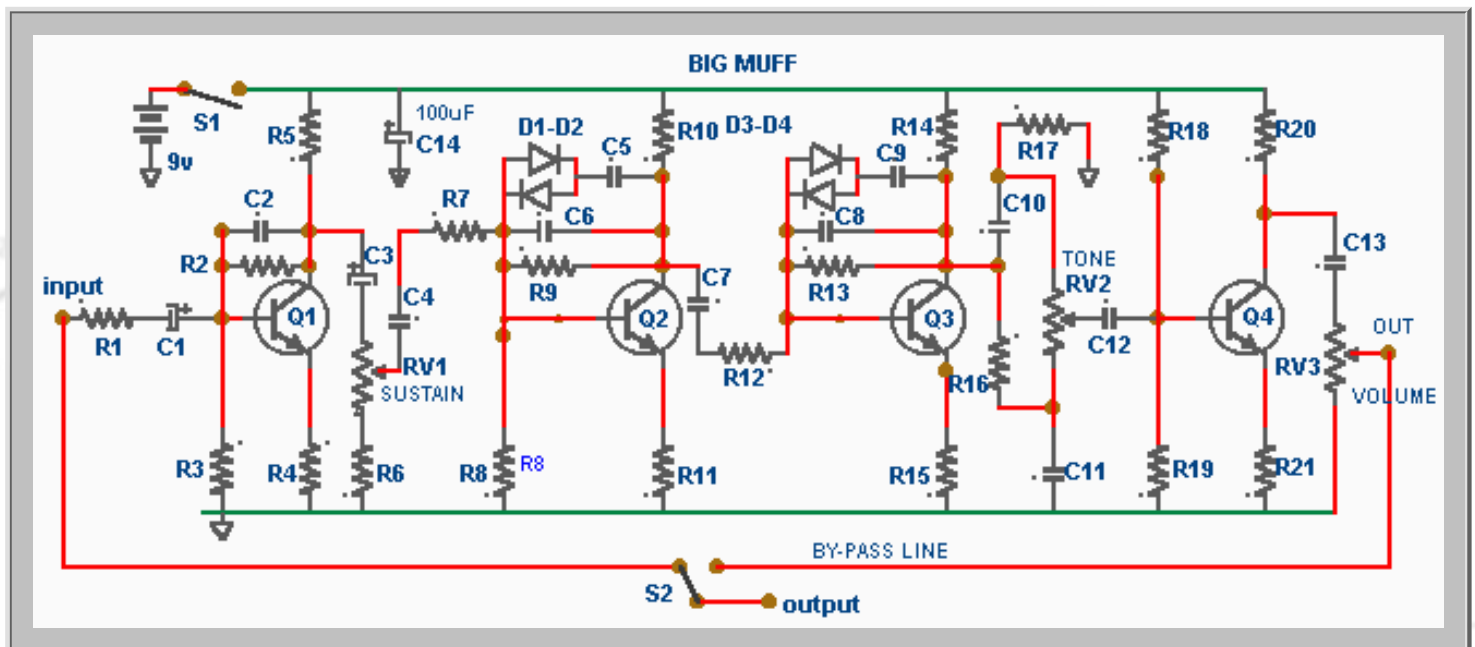 BIG MUFF
S1
9v
R5
100uF
C14
D1-D2
C5
R10
D3-D4
C9
R14
R17
R18
R20
C2
R7
C6
C8
C10
R2
C3
R9
C7
R13
TONE
RV2
C13
input
R1
C1
Q1
C4
RV1
SUSTAIN
Q2
R12
Q3
R16
C12
Q4
RV3
OUT
VOLUME
R3
R4
R6
R8
R8
R11
R15
C11
R19
R21
BY-PASS LINE
S2
output